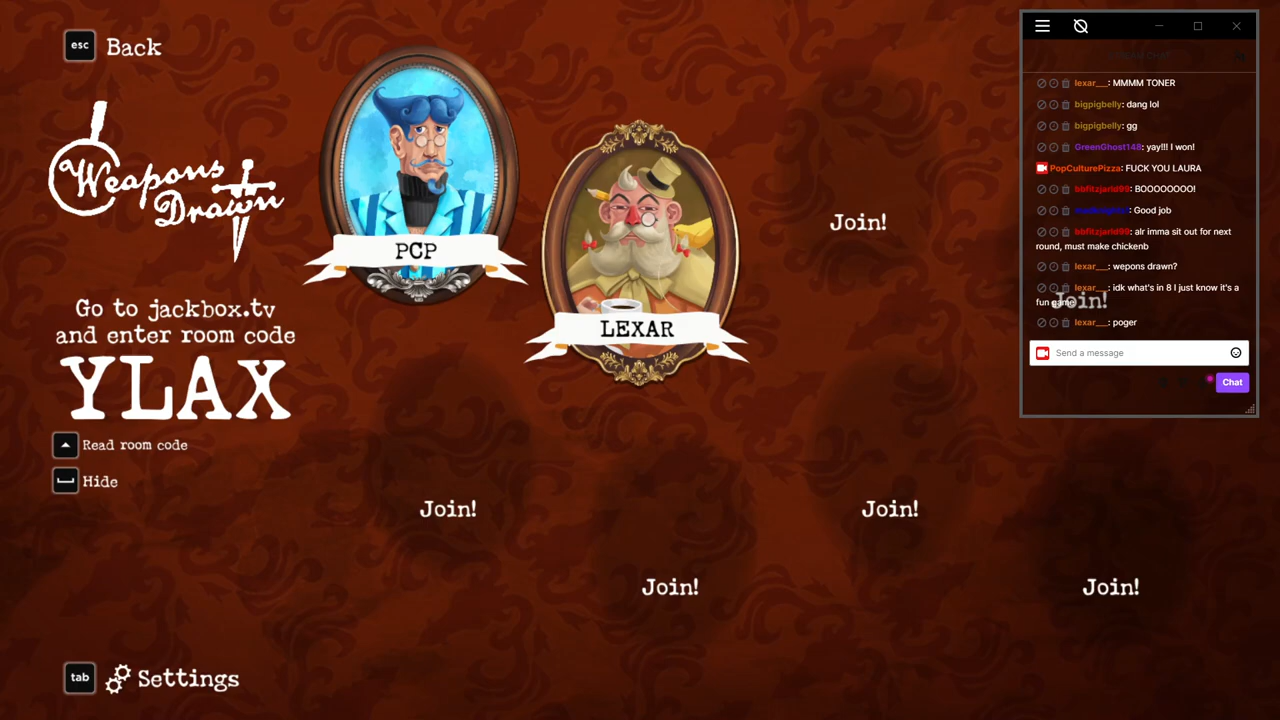 esc Back
Weapons
Drawn
Go to jackbox.tv
and enter room code
YLAX
Read room code
Hide
tab Settings
PCP
LEXAR
Join!
Join!
Join!
Join!
Join!
Join!
lexar__: MMMM TONER
bigpigbelly: dang lol
bigpigbelly: gg
GreenGhost148: yay!!! I won!
PopCulturePizza: FUCK YOU LAURA
bbfitzjarld99: BOOOOOOOO!
: Good job
bbfitzjarld99: alr imma sit out for next
round, must make chickenb
lexar__: wepons drawn?
lexar__: idk what's in 8 I just know it's a
fun game
lexar__: poger
Send a message
Chat